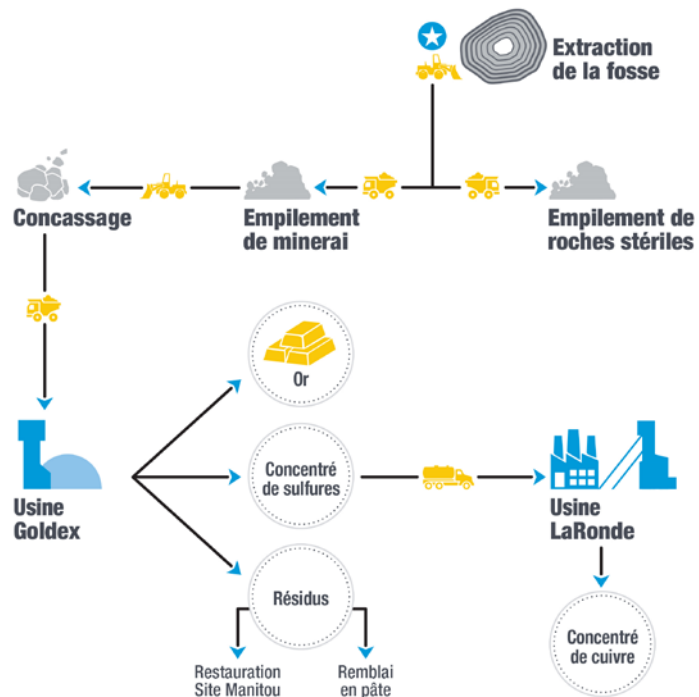 Extraction
de la fosse
Concassage
Empilement
de minerai
Empilement de
roches stériles
Or
Usine
Goldex
Concentré
de sulfures
Usine
LaRonde
Résidus
Restauration
Site Manitou
Remblai
en pâte
Concentré
de cuivre